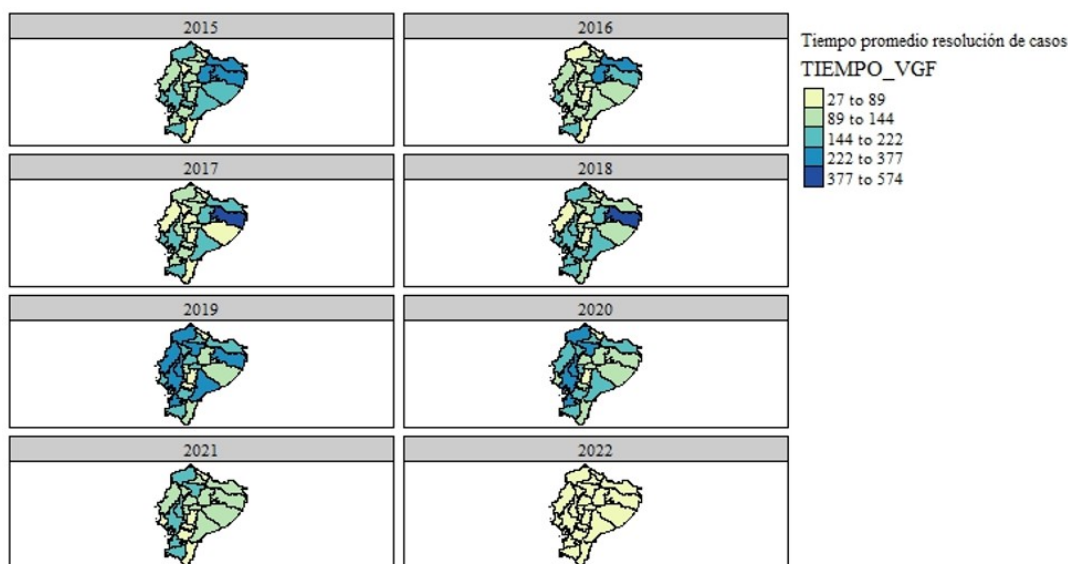 2015
2016
2017
2018
2019
2020
2021
2022
Tiempo promedio resolución de casos
TIEMPO_VGF
27 to 89
89 to 144
144 to 222
222 to 377
377 to 574